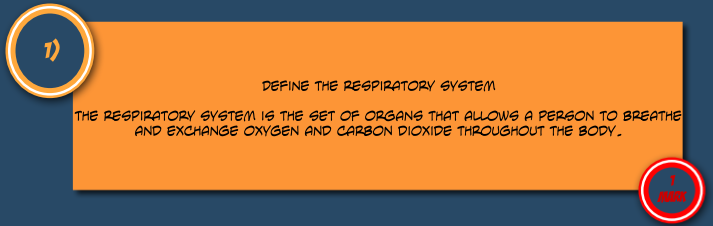 1)
DEFINE THE RESPIRATORY SYSTEM
THE RESPIRATORY SYSTEM IS THE SET OF ORGANS THAT ALLOWS A PERSON TO BREATHE
AND EXCHANGE OXYGEN AND CARBON DIOXIDE THROUGHOUT THE BODY.
1
MARK